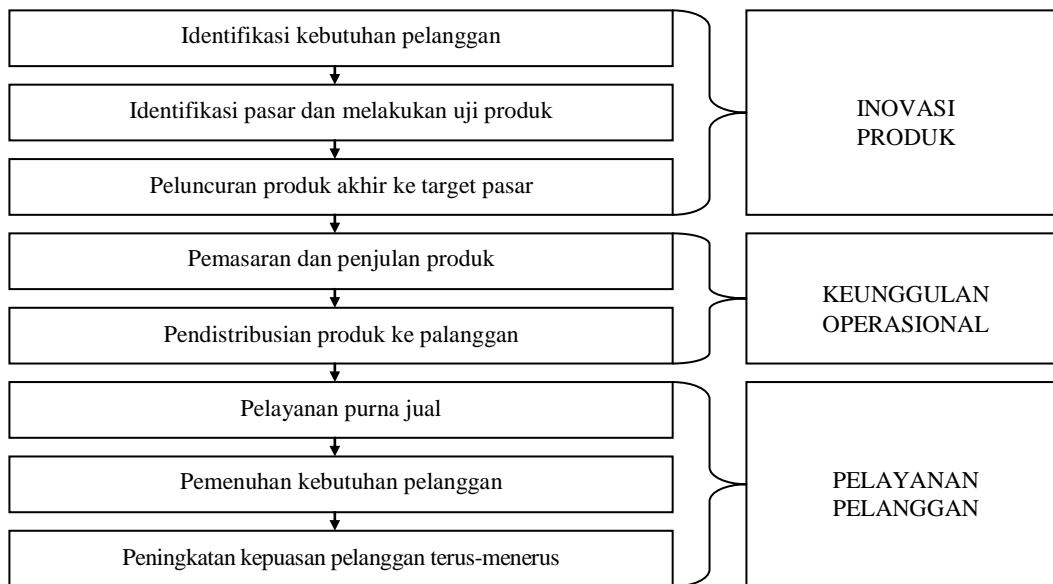 Identifikasi kebutuhan pelanggan
Identifikasi pasar dan melakukan uji produk
Peluncuran produk akhir ke target pasar
INOVASI
PRODUK
Pemasaran dan penjulan produk
Pendistribusian produk ke palanggan
KEUNGGULAN
OPERASIONAL
Pelayanan purna jual
Pemenuhan kebutuhan pelanggan
Peningkatan kepuasan pelanggan terus-menerus
PELAYANAN
PELANGGAN